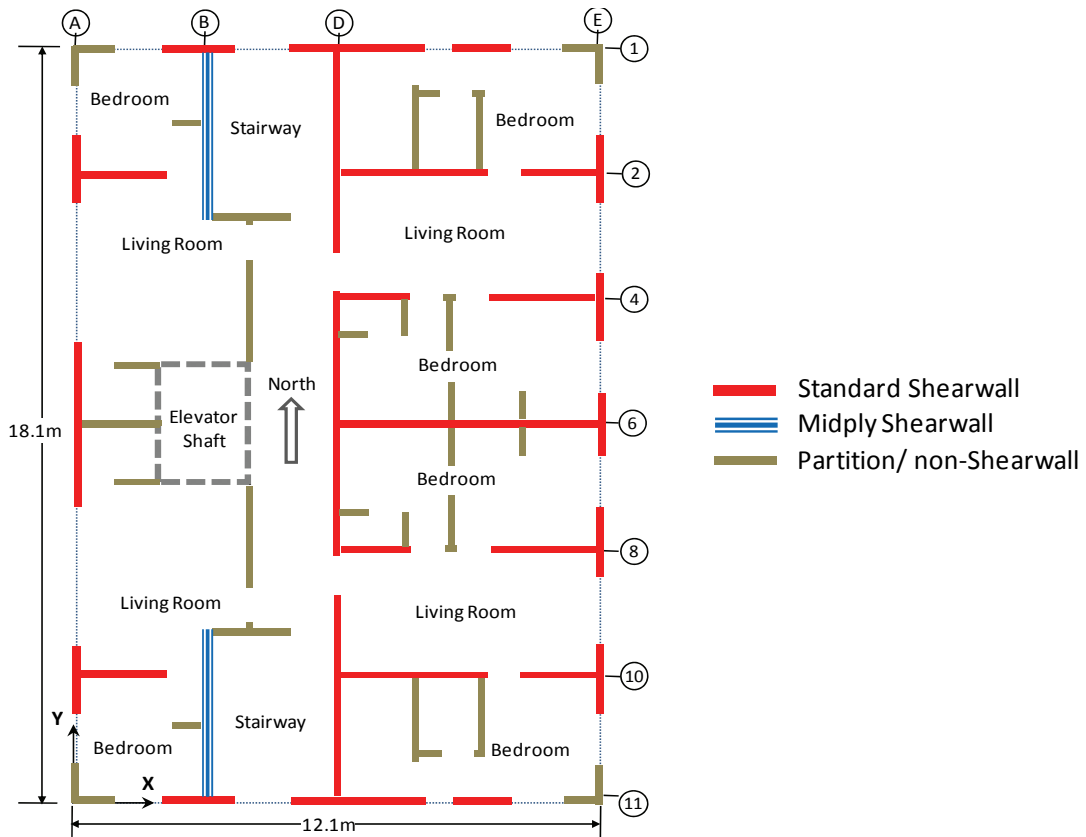 A
B
D
E
1
Bedroom
Stairway
Bedroom
2
Living Room
Living Room
4
North
Bedroom
Elevator
Shaft
6
18.1m
Standard Shearwall
Midply Shearwall
Partition/ non-Shearwall
Bedroom
8
Living Room
Living Room
10
Y
Stairway
Bedroom
Bedroom
X
11
12.1m